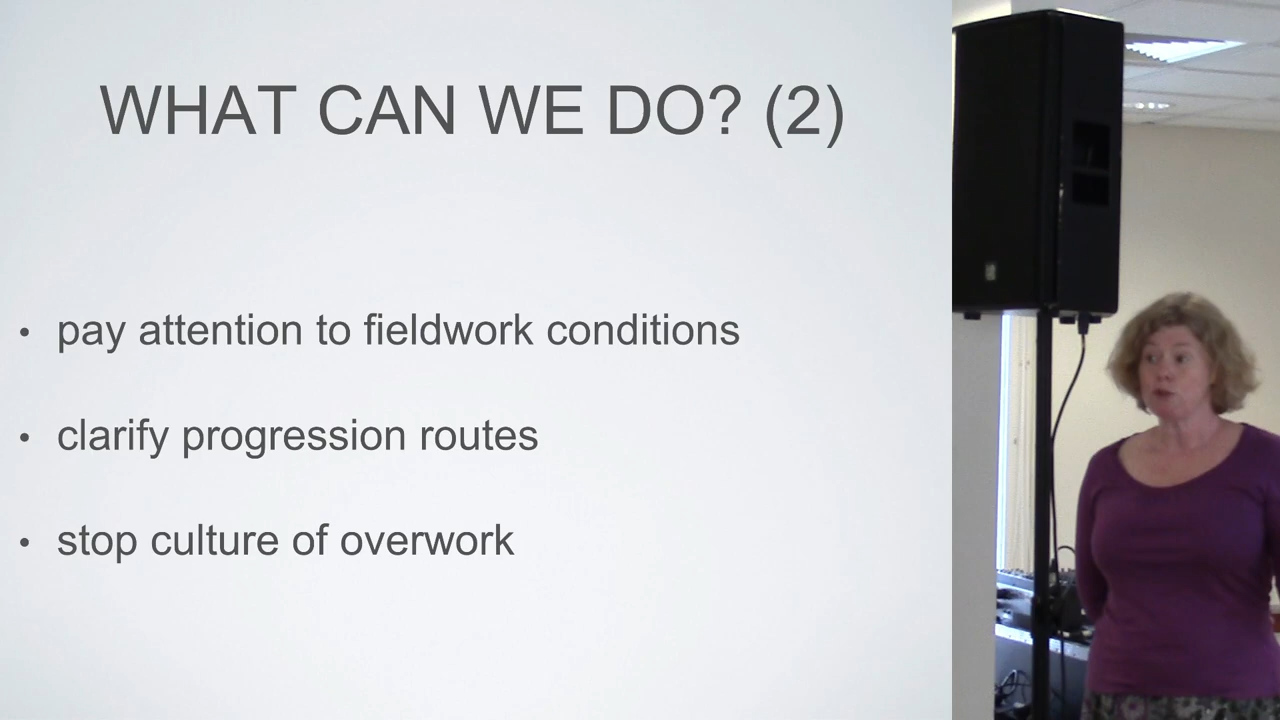 WHAT CAN WE DO? (2)
• pay attention to fieldwork conditions
• clarify progression routes
• stop culture of overwork